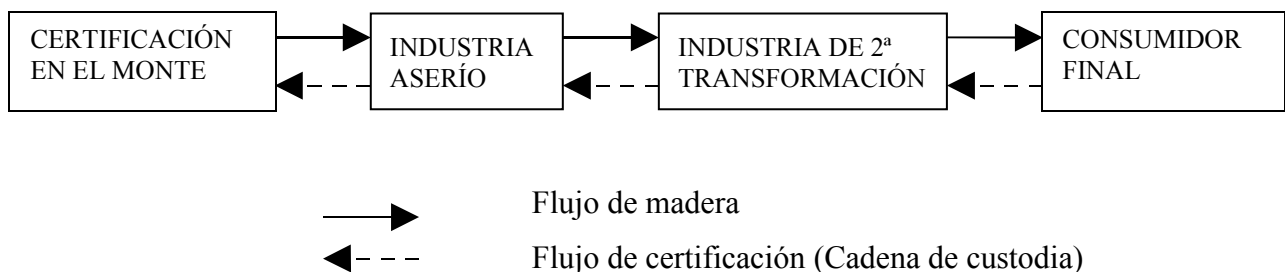 CERTIFICACIÓN
EN EL MONTE
INDUSTRIA
ASERÍO
INDUSTRIA DE 2ª
TRANSFORMACIÓN
CONSUMIDOR
FINAL
Flujo de madera
Flujo de certificación (Cadena de custodia)